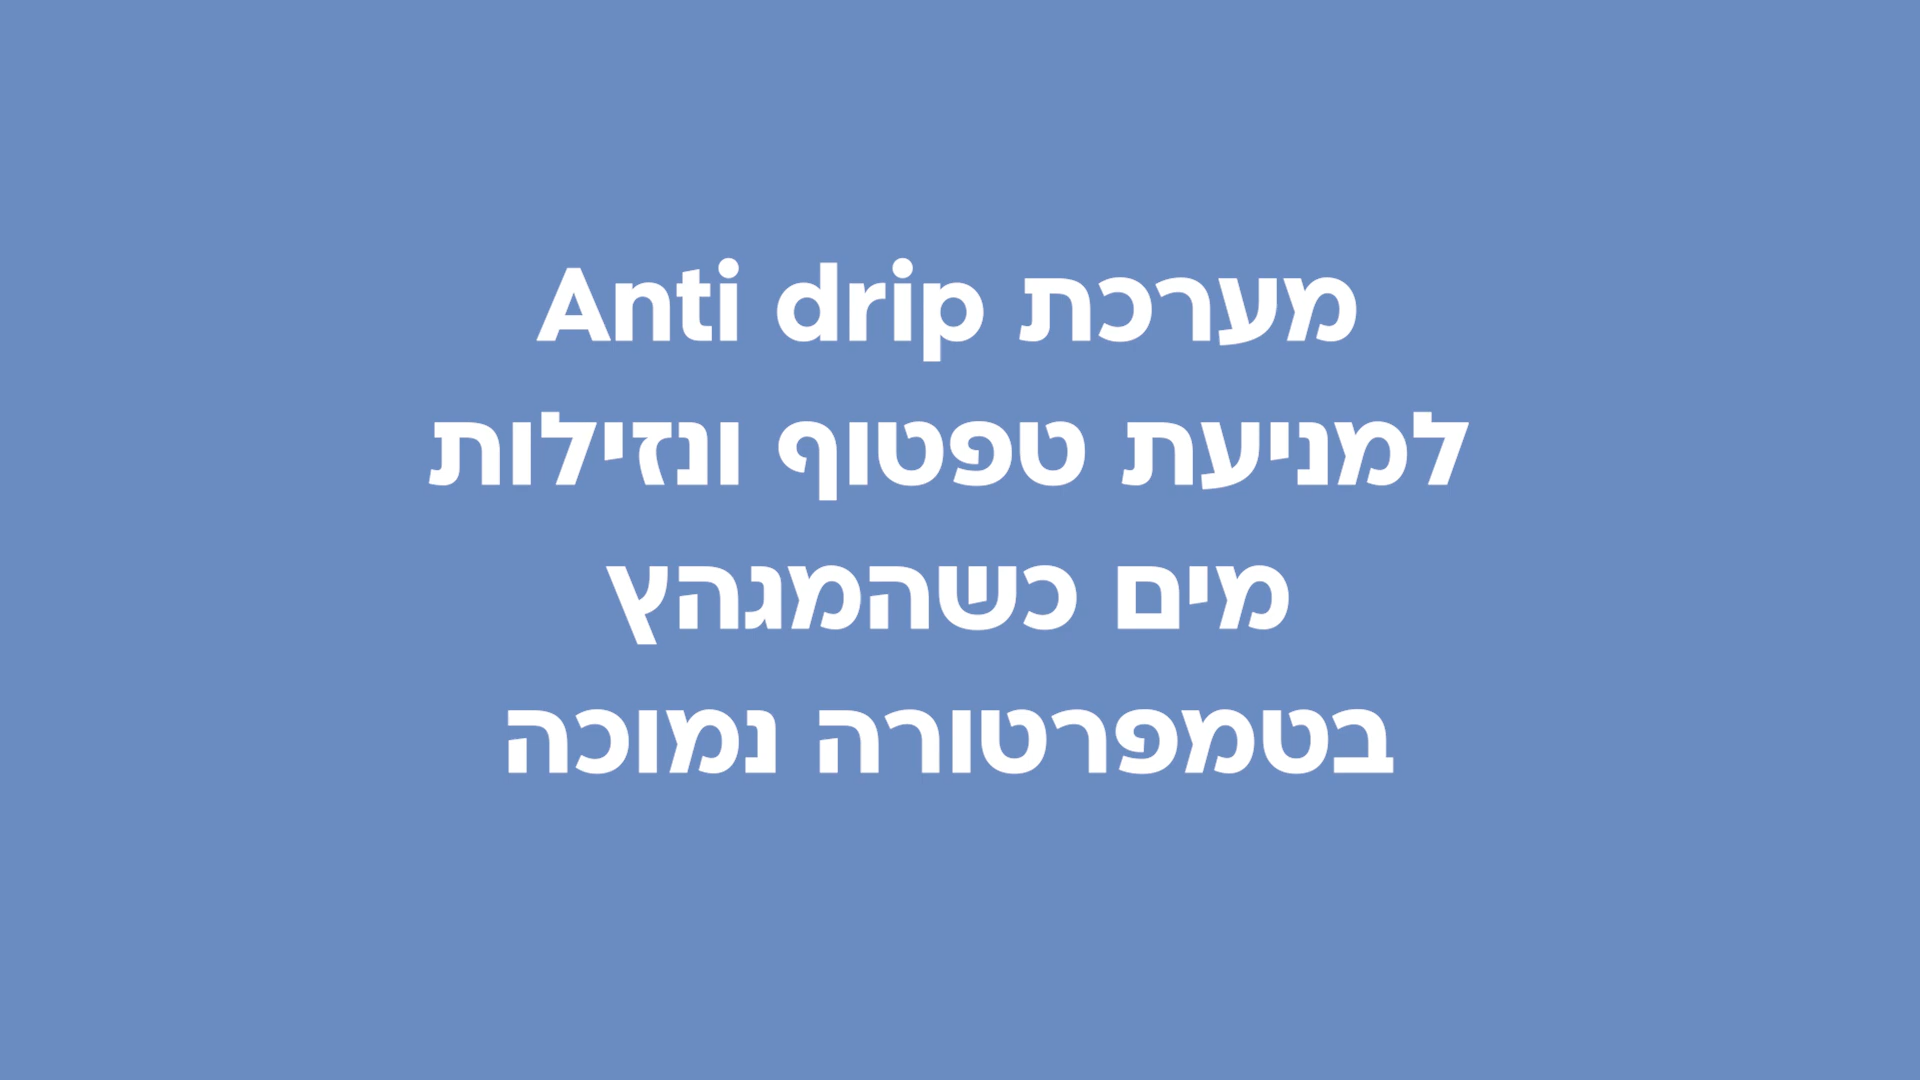 מערכת Anti drip
למניעת טפטוף ונזילות
מים כשהמגהץ
בטמפרטורה נמוכה